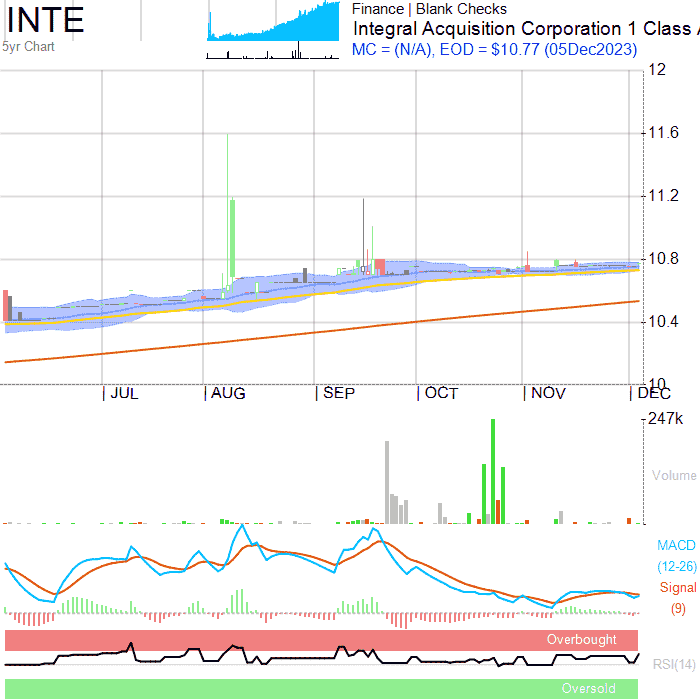 INTE
5yr Chart
Finance | Blank Checks
Integral Acquisition Corporation 1 Class
MC = (N/A), EOD = $10.77 (05Dec2023)
12
11.6
11.2
10.8
10.4
10
JUL AUG SEP OCT NOV DEC
247k
Volume
MACD
(12-26)
Signal
(9)
Overbought
RSI(14)
Oversold